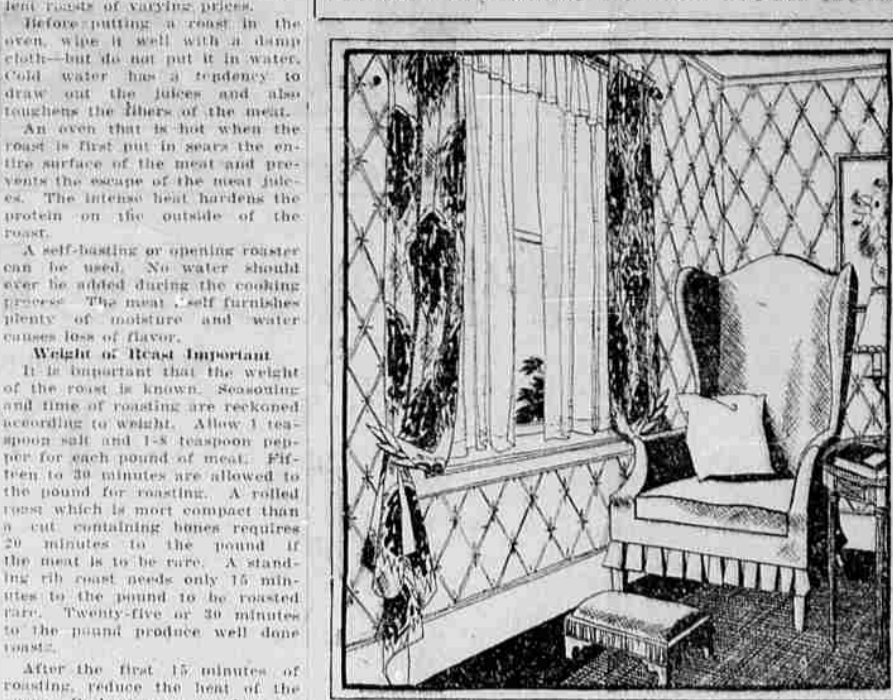 ient roasts of varying prices.
Before putting a roast in the
oven, wipe it well with a damp
cloth—but do not put it in water.
Cold water has a tendency to
draw out the juices and also
toughens the fibers of the meat.
An oven that is hot when the
roast is first put in sears the en-
tire surface of the meat and pre-
vents the escape of the meat juic-
es. The intense heat hardens the
protein on the outside of the
roast.
A self-basting or opening roaster
can be used. No water should
ever be added during the cooking
process. The meat self furnishes
plenty of moisture and water
causes loss of flavor.
Weight of Roast Important
It is important that the weight
of the roast is known. Seasoning
and time of roasting are reckoned
according to weight. Allow 1 tea-
spoon salt and 1-8 teaspoon pep-
per for each pound of meat. Fif-
teen to 30 minutes are allowed to
the pound for roasting. A rolled
roast which is mort compact than
a cut containing bones requires
20 minutes to the pound if
the meat is to be rare. A stand-
ing rib roast needs only 15 min-
utes to the pound to be roasted
rare. Twenty-five or 30 minutes
to the pound produce well done
roasts.
After the first 15 minutes of
roasting, reduce the heat of the